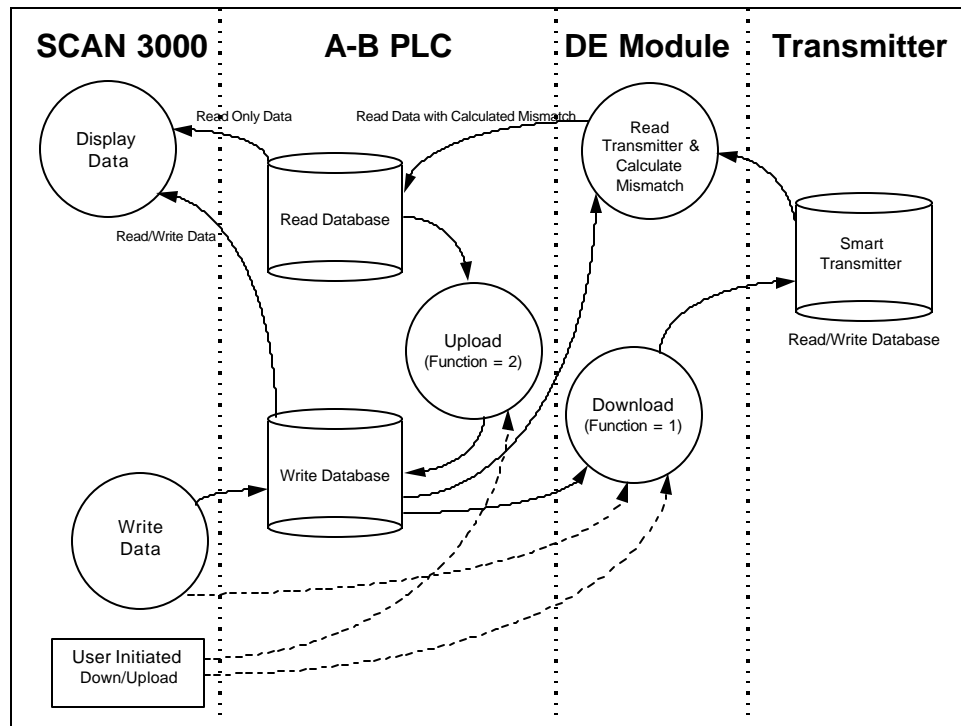 SCAN 3000
A-B PLC
DE Module
Transmitter
Display
Data
Read Only Data
Read Data with Calculated Mismatch
Read
Transmitter &
Calculate
Mismatch
Read Database
Read/Write Data
Smart
Transmitter
Read/Write Database
Upload
(Function = 2)
Download
(Function = 1)
Write Database
Write
Data
User Initiated
Down/Upload